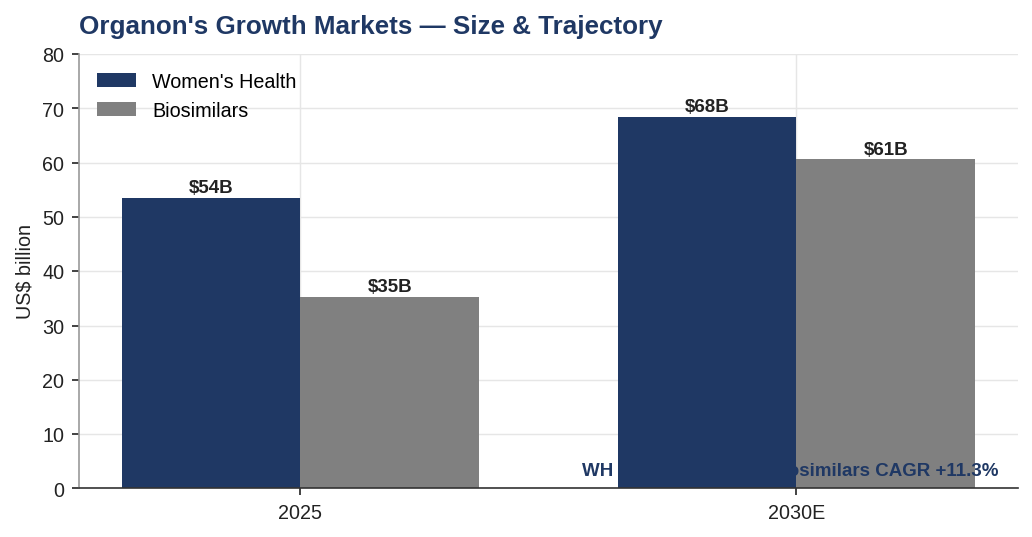 Organon's Growth Markets — Size & Trajectory
Women's Health
Biosimilars
US$ billion
80
70
60
50
40
30
20
10
0
$54B
$35B
$68B
$61B
WH
CAGR +11.3%
2025
2030E